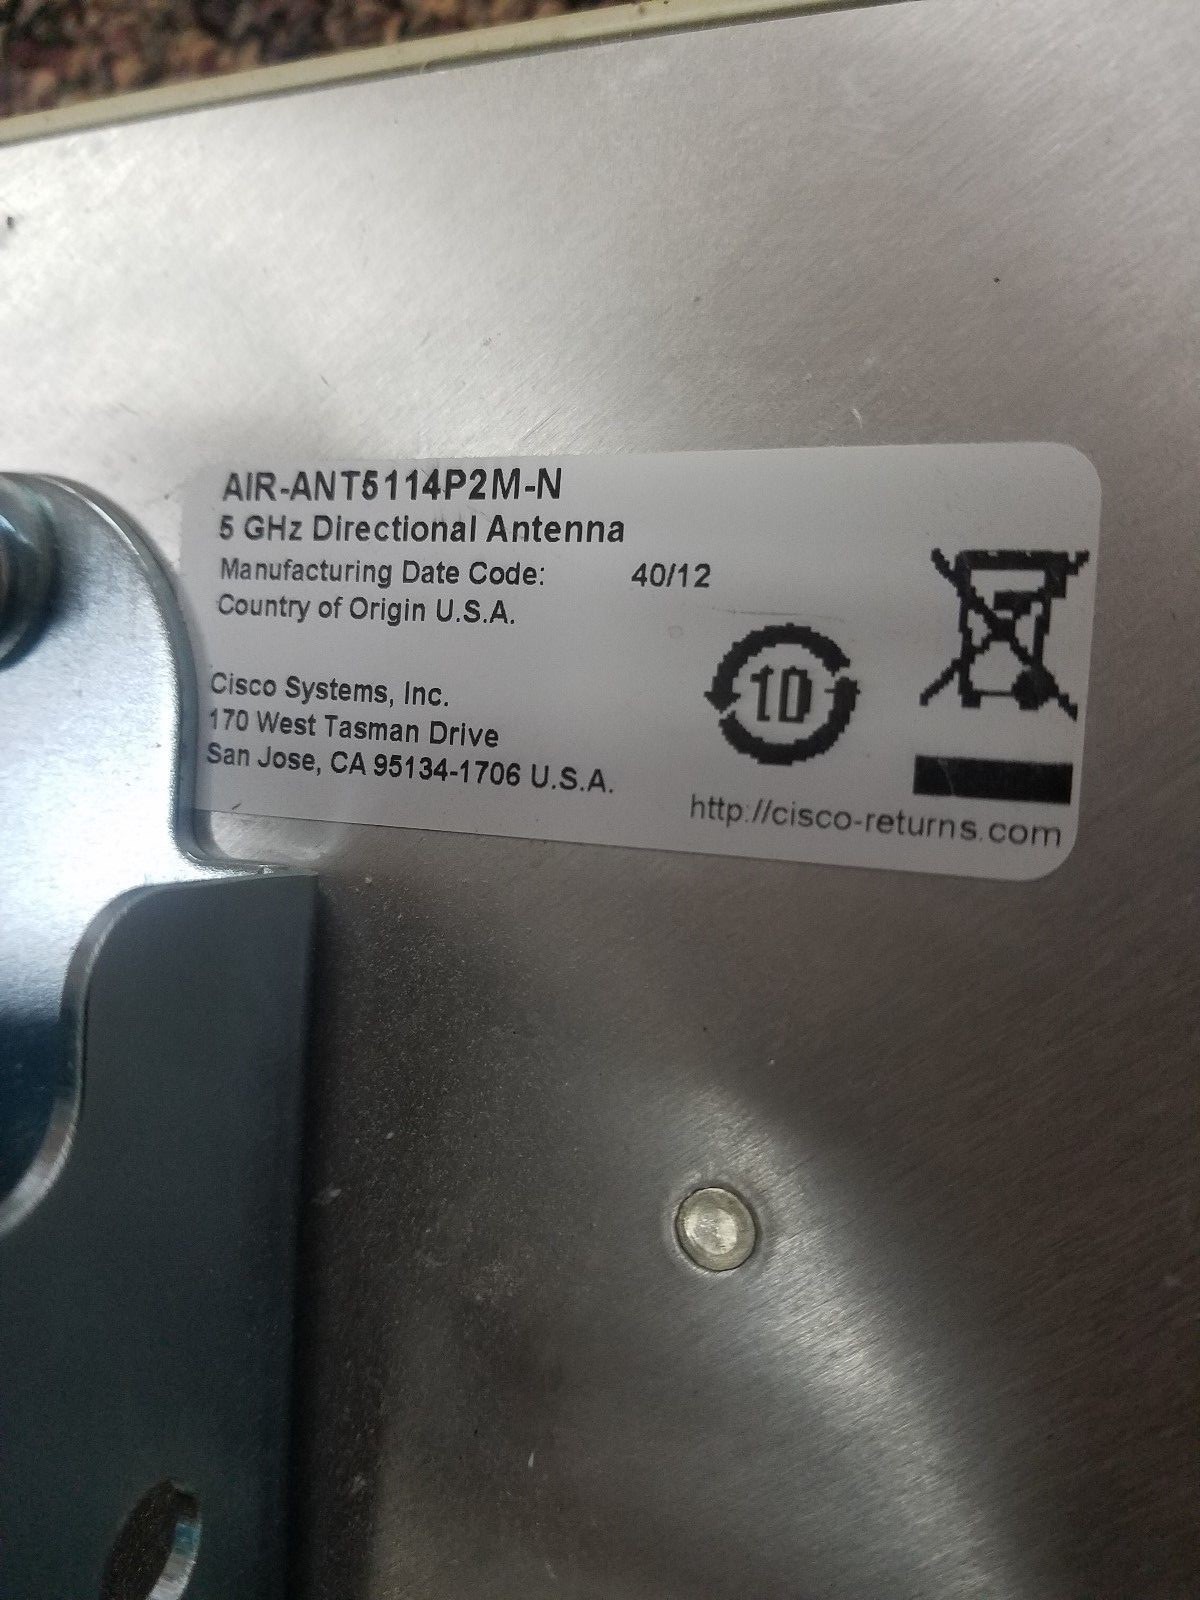 AIR-ANT5114P2M-N
5 GHz Directional Antenna
Manufacturing Date Code: 40/12
Country of Origin U.S.A.
Cisco Systems, Inc.
170 West Tasman Drive
San Jose, CA 95134-1706 U.S.A.
10
http://cisco-returns.com